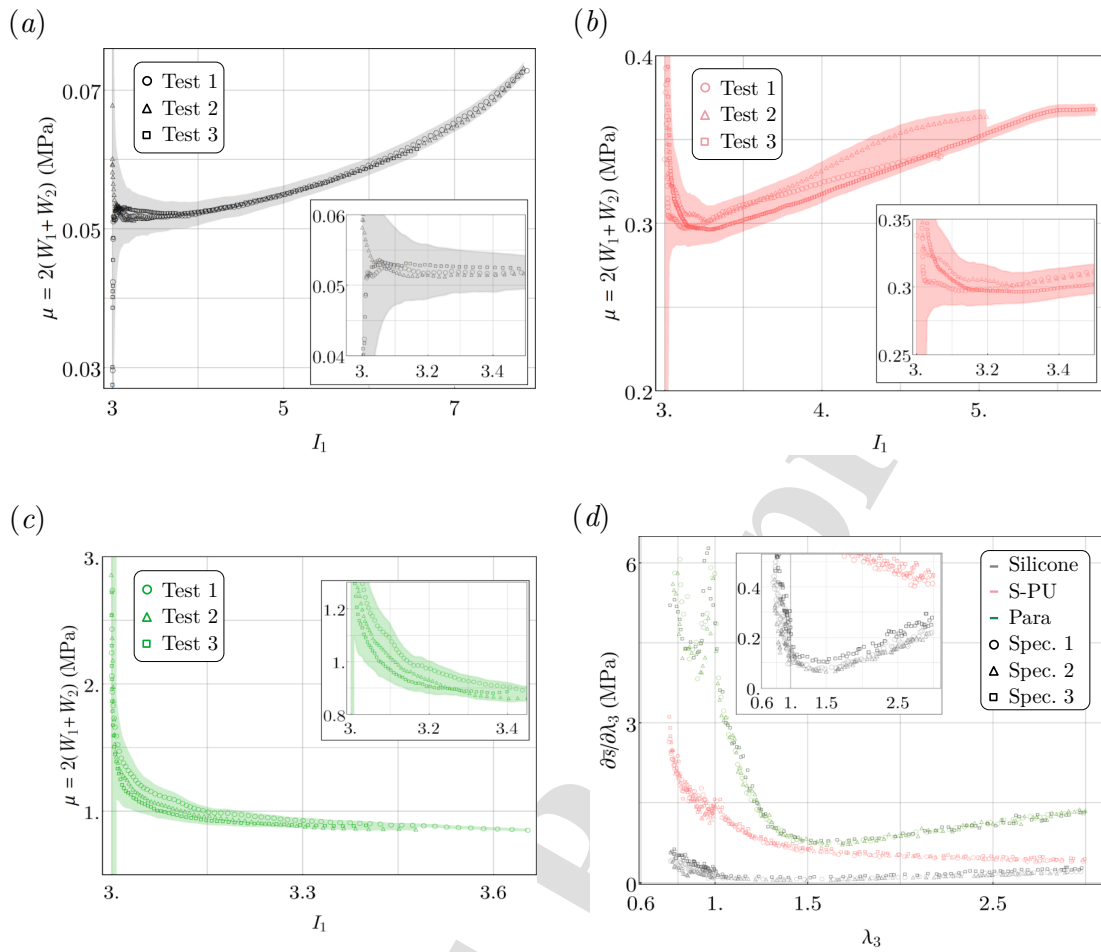 (a)
μ = 2(W₁+ W₂) (MPa)
0.07
0.05
0.03
Test 1
Test 2
Test 3
0.06
0.05
0.04
3.
3.2
3.4
3
5
7
I₁
(b)
μ = 2(W₁+ W₂) (MPa)
0.4
0.3
0.2
Test 1
Test 2
Test 3
0.35
0.3
0.25
3.
3.2
3.4
3.
4.
5.
I₁
(c)
μ = 2(W₁+ W₂) (MPa)
3.
2.
1.
Test 1
Test 2
Test 3
1.2
1.
0.8
3.
3.2
3.4
3.
3.3
3.6
I₁
(d)
∂s̄/∂λ₃ (MPa)
6
3
0
0.4
0.2
0.
0.6
1.
1.5
2.5
Silicone
S-PU
Para
Spec. 1
Spec. 2
Spec. 3
0.6
1.
1.5
2.5
λ₃